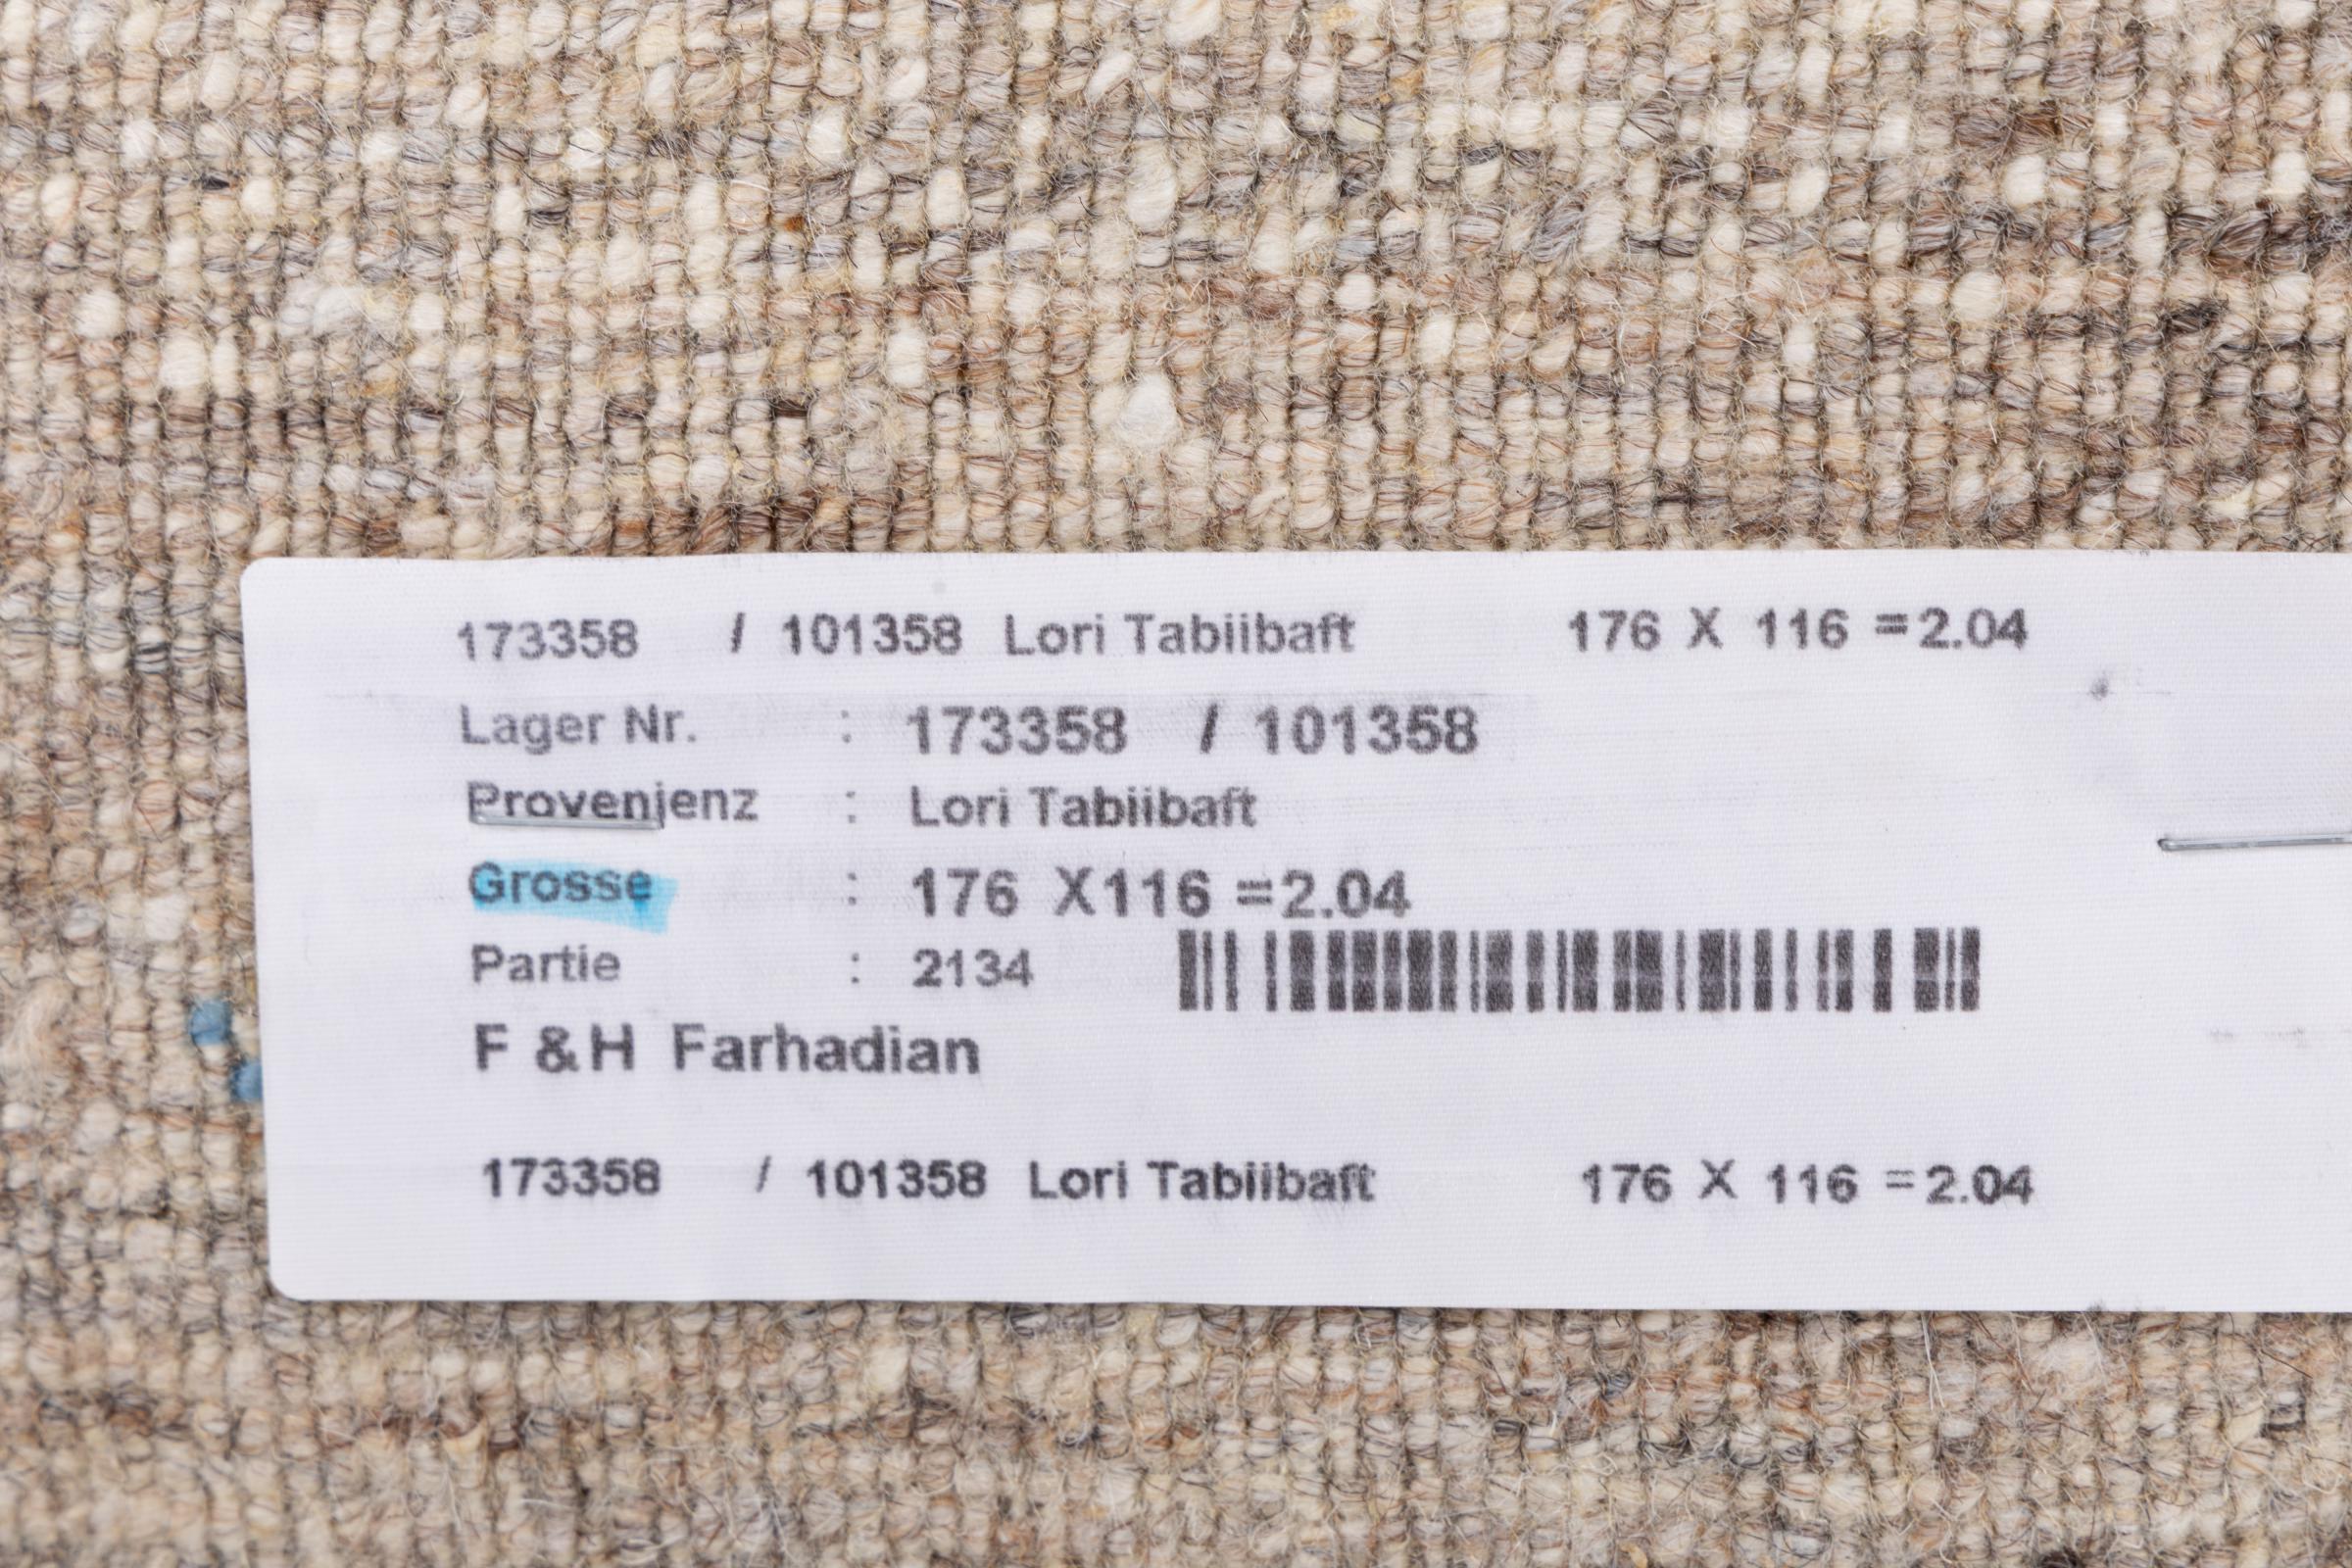 173358 / 101358 Lori Tabiibaft 176 X 116 =2.04
Lager Nr. : 173358 / 101358
Provenjenz : Lori Tabiibaft
Grosse : 176 X116 =2.04
Partie : 2134
F & H Farhadian
173358 / 101358 Lori Tabiibaft 176 X 116 =2.04